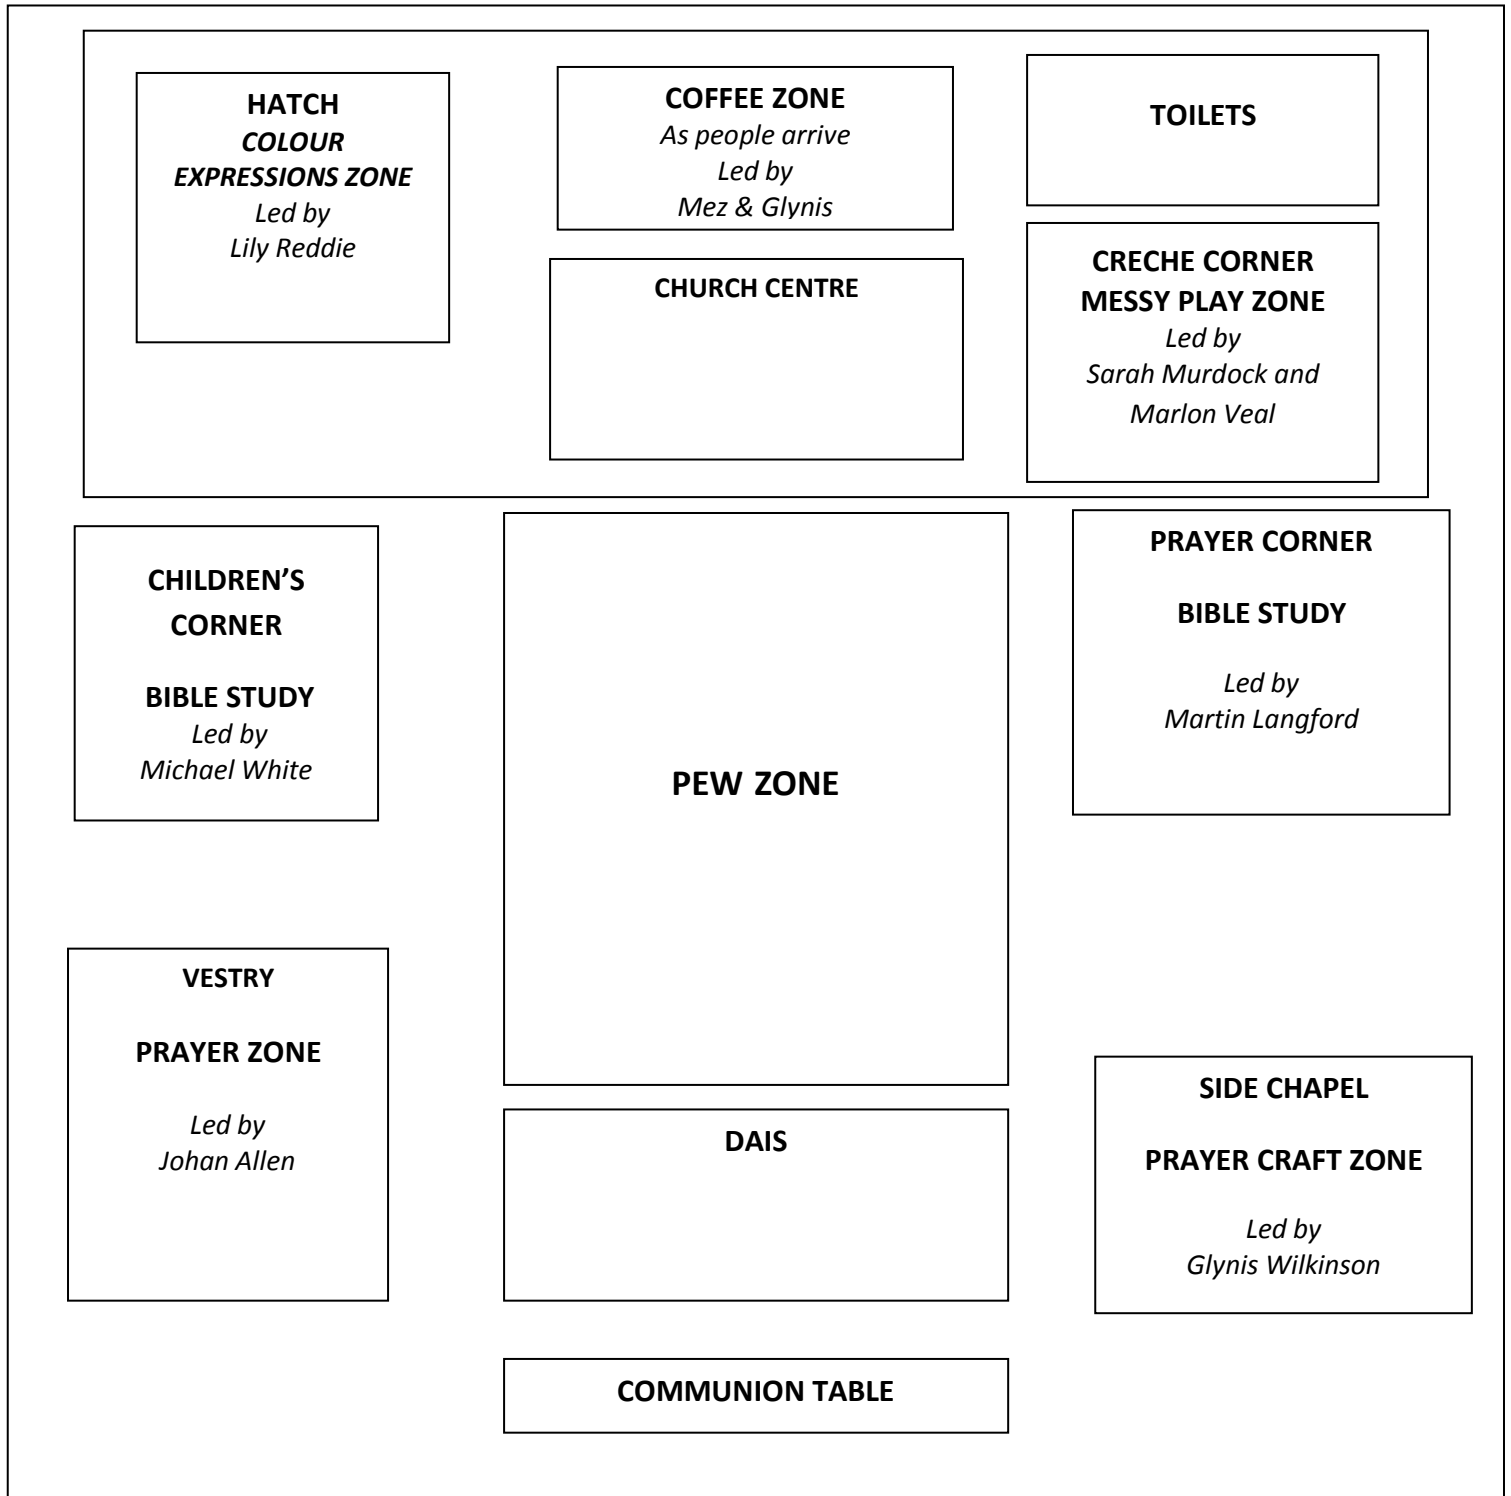 HATCH
COLOUR
EXPRESSIONS ZONE
Led by
Lily Reddie
COFFEE ZONE
As people arrive
Led by
Mez & Glynis
TOILETS
CHURCH CENTRE
CRECHE CORNER
MESSY PLAY ZONE
Led by
Sarah Murdock and
Marlon Veal
CHILDREN’S
CORNER
BIBLE STUDY
Led by
Michael White
PEW ZONE
PRAYER CORNER
BIBLE STUDY
Led by
Martin Langford
VESTRY
PRAYER ZONE
Led by
Johan Allen
DAIS
SIDE CHAPEL
PRAYER CRAFT ZONE
Led by
Glynis Wilkinson
COMMUNION TABLE